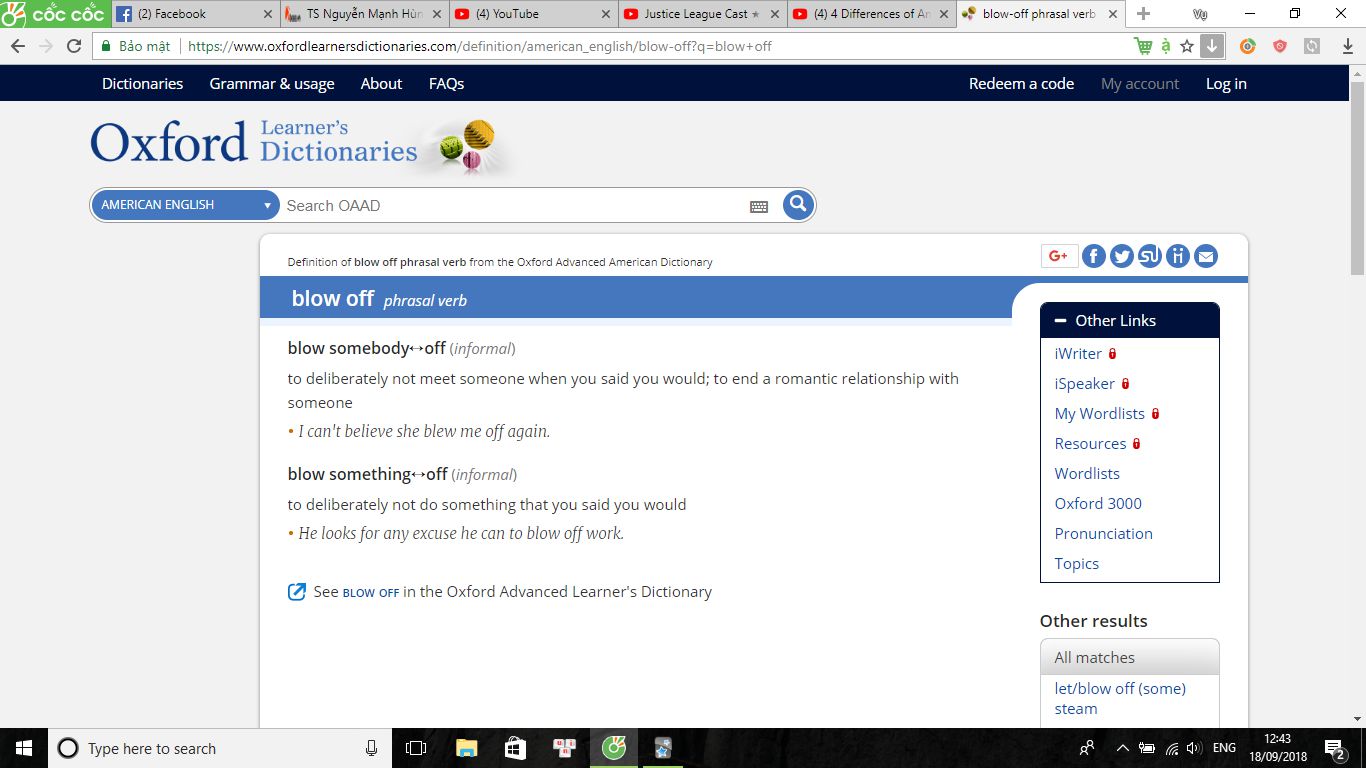 cốc cốc
(2) Facebook
TS Nguyễn Mạnh Hùn
(4) YouTube
Justice League Cast ★
(4) 4 Differences of An
blow-off phrasal verb
Vụ
Bảo mật
https://www.oxfordlearnersdictionaries.com/definition/american_english/blow-off?q=blow+off
Dictionaries Grammar & usage About FAQs Redeem a code My account Log in
Oxford Learner's Dictionaries
AMERICAN ENGLISH Search OAAD
Definition of blow off phrasal verb from the Oxford Advanced American Dictionary
G+
blow off phrasal verb
blow somebody↔off (informal)
to deliberately not meet someone when you said you would; to end a romantic relationship with
someone
• I can't believe she blew me off again.
blow something↔off (informal)
to deliberately not do something that you said you would
• He looks for any excuse he can to blow off work.
See BLOW OFF in the Oxford Advanced Learner's Dictionary
Other Links
iWriter
iSpeaker
My Wordlists
Resources
Wordlists
Oxford 3000
Pronunciation
Topics
Other results
All matches
let/blow off (some)
steam
Type here to search
ENG
12:43
18/09/2018
2